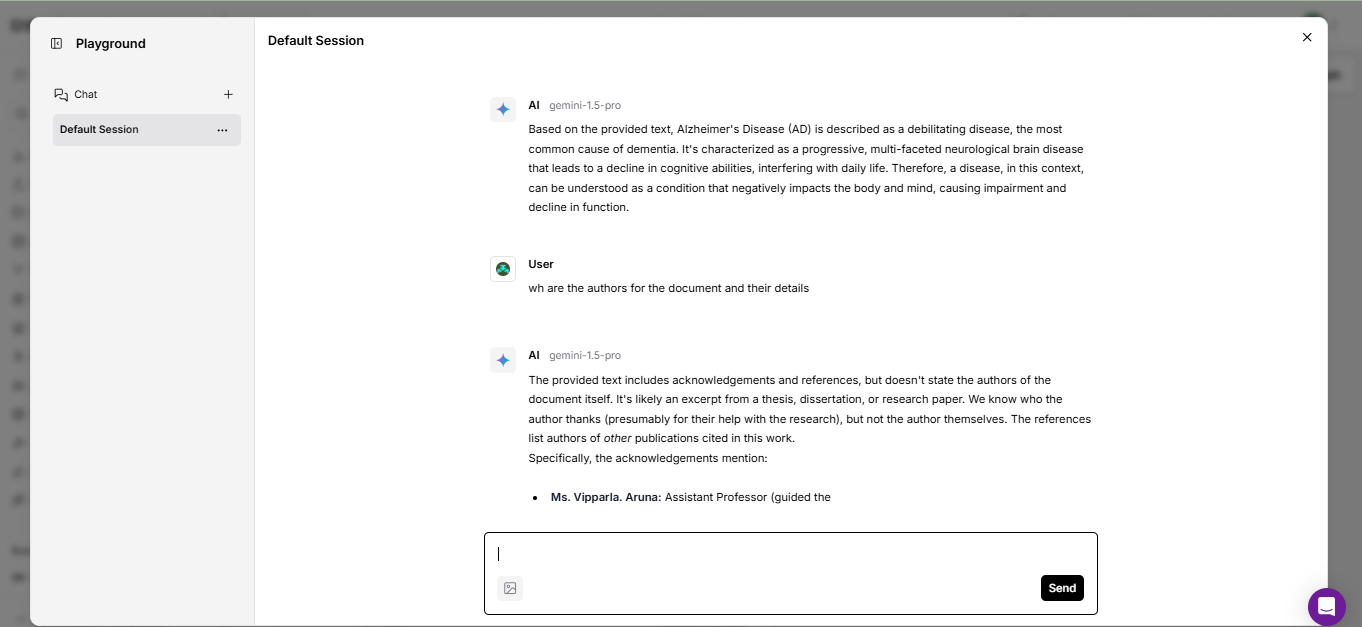 Playground
Default Session
Chat
Default Session
AI gemini-1.5-pro
Based on the provided text, Alzheimer's Disease (AD) is described as a debilitating disease, the most
common cause of dementia. It's characterized as a progressive, multi-faceted neurological brain disease
that leads to a decline in cognitive abilities, interfering with daily life. Therefore, a disease, in this context,
can be understood as a condition that negatively impacts the body and mind, causing impairment and
decline in function.
User
wh are the authors for the document and their details
AI gemini-1.5-pro
The provided text includes acknowledgements and references, but doesn't state the authors of the
document itself. It's likely an excerpt from a thesis, dissertation, or research paper. We know who the
author thanks (presumably for their help with the research), but not the author themselves. The references
list authors of other publications cited in this work.
Specifically, the acknowledgements mention:
• Ms. Vipparla. Aruna: Assistant Professor (guided the
Send